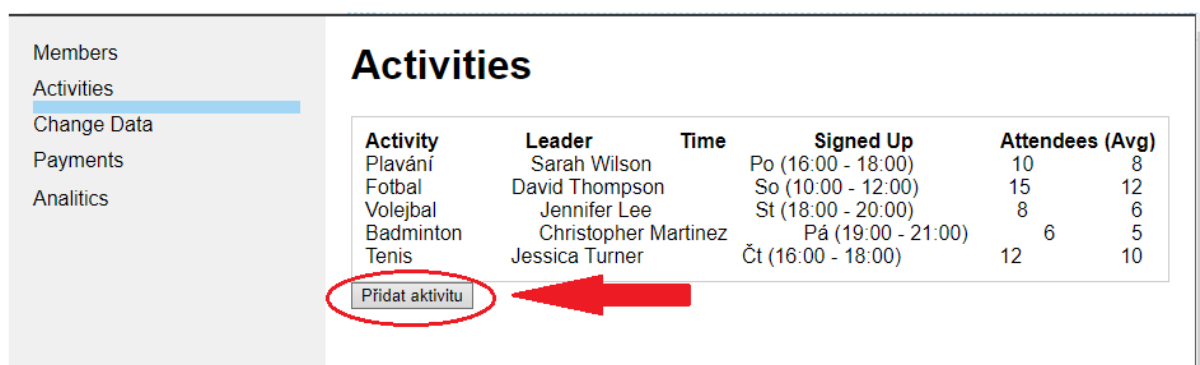 Members
Activities
Change Data
Payments
Analitics
Activities
Activity Leader Time Signed Up Attendees (Avg)
Plavání Sarah Wilson Po (16:00 - 18:00) 10 8
Fotbal David Thompson So (10:00 - 12:00) 15 12
Volejbal Jennifer Lee St (18:00 - 20:00) 8 6
Badminton Christopher Martinez Pá (19:00 - 21:00) 6 5
Tenis Jessica Turner Čt (16:00 - 18:00) 12 10
Přidat aktivitu